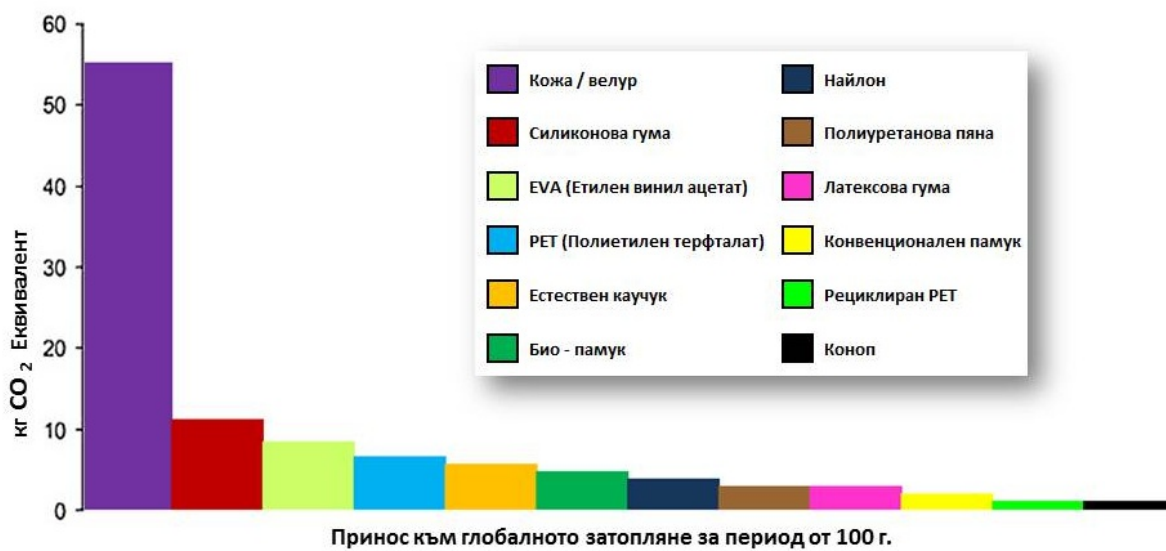 60
50
40
30
20
10
0
кг CO 2 Еквивалент
Кожа / велур
Силиконова гума
EVA (Етилен винил ацетат)
PET (Полиетилен терфталат)
Естествен каучук
Био - памук
Найлон
Полиуретанова пяна
Латексова гума
Конвенционален памук
Рециклиран PET
Коноп
Принос към глобалното затопляне за период от 100 г.